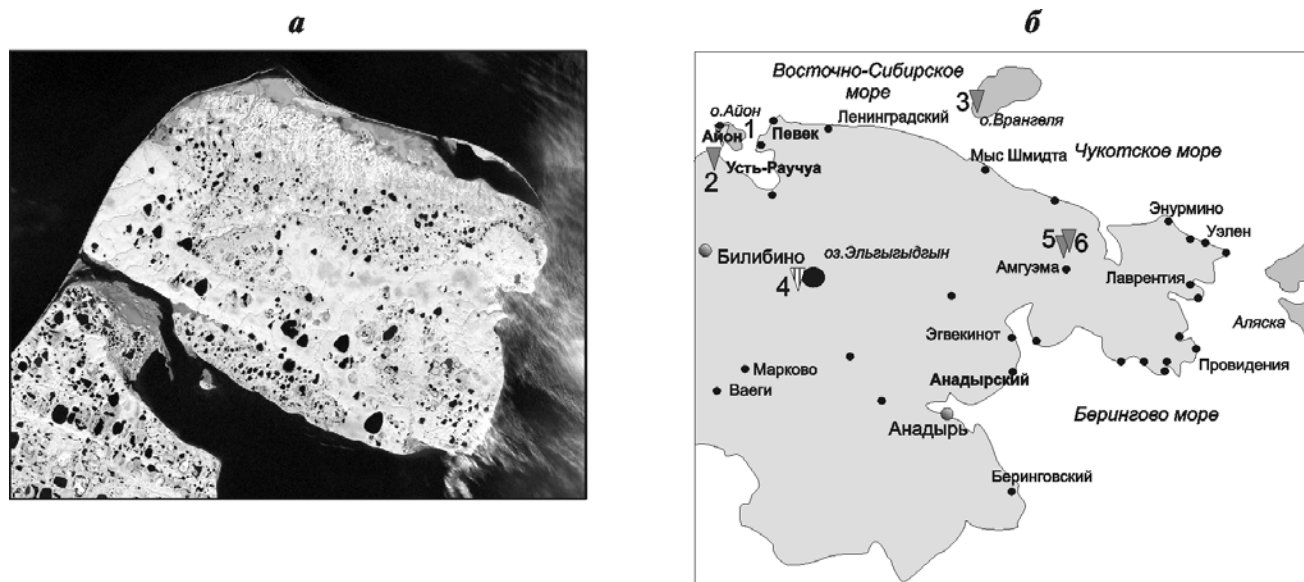 а
б
Восточно-Сибирское
море
3
о.Врангеля
о.Айон
1
Айон
Певек
Ленинградский
2
Усть-Раучуа
Мыс Шмидта
Чукотское море
Энурмино
Уэлен
5
6
Билибино
оз.Эльгыгыдгын
4
Амгуэма
Лаврентия
Аляска
Эгвекинот
Марково
Ваеги
Анадырский
Провидения
Берингово море
Анадырь
Беринговский